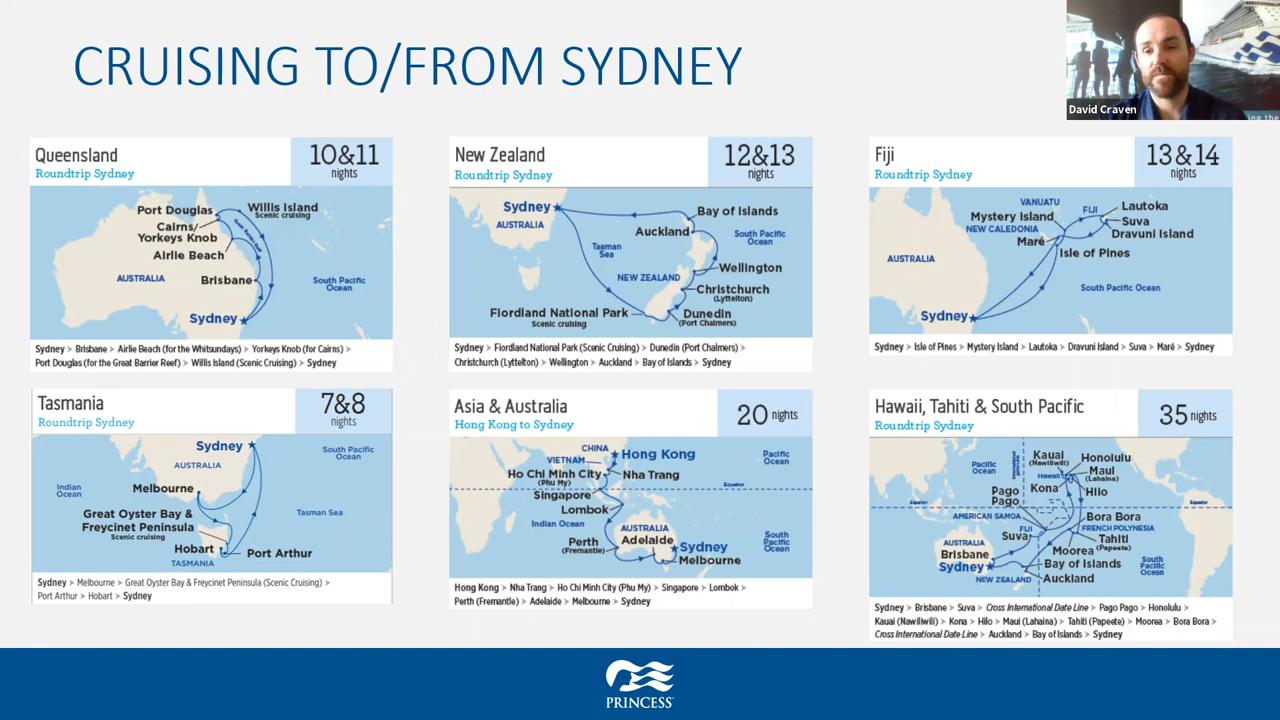 CRUISING TO/FROM SYDNEY
David Craven
ing the
Queensland
Roundtrip Sydney
10&11
nights
Port Douglas
Willis Island
Scenic cruising
Cairns/
Yorkeys Knob
Airlie Beach
AUSTRALIA
Brisbane
South Pacific
Ocean
Sydney
Sydney > Brisbane > Airlie Beach (for the Whitsundays) > Yorkeys Knob (for Cairns) >
Port Douglas (for the Great Barrier Reef) > Willis Island (Scenic Cruising) > Sydney
New Zealand
Roundtrip Sydney
12&13
nights
Sydney
AUSTRALIA
Bay of Islands
Auckland
South Pacific
Ocean
Tasman
Sea
Wellington
NEW ZEALAND
Christchurch
(Lyttelton)
Fiordland National Park
Scenic cruising
Dunedin
(Port Chalmers)
Sydney > Fiordland National Park (Scenic Cruising) > Dunedin (Port Chalmers) >
Christchurch (Lyttelton) > Wellington > Auckland > Bay of Islands > Sydney
Fiji
Roundtrip Sydney
13&14
nights
VANUATU
FIJI
Lautoka
Mystery Island
Suva
NEW CALEDONIA
Dravuni Island
Maré
Isle of Pines
AUSTRALIA
South Pacific Ocean
Sydney
Sydney > Isle of Pines > Mystery Island > Lautoka > Dravuni Island > Suva > Maré > Sydney
Tasmania
Roundtrip Sydney
7&8
nights
Sydney
South Pacific
Ocean
AUSTRALIA
Indian
Ocean
Melbourne
Great Oyster Bay &
Freycinet Peninsula
Scenic cruising
Tasman Sea
Hobart
Port Arthur
TASMANIA
Sydney > Melbourne > Great Oyster Bay & Freycinet Peninsula (Scenic Cruising) >
Port Arthur > Hobart > Sydney
Asia & Australia
Hong Kong to Sydney
20 nights
CHINA
Hong Kong
Pacific
Ocean
VIETNAM
Ho Chi Minh City
(Phu My)
Nha Trang
Equator
Singapore
Lombok
Indian Ocean
AUSTRALIA
Perth
(Fremantle)
Adelaide
Sydney
Melbourne
South
Pacific
Ocean
Hong Kong > Nha Trang > Ho Chi Minh City (Phu My) > Singapore > Lombok >
Perth (Fremantle) > Adelaide > Melbourne > Sydney
Hawaii, Tahiti & South Pacific
Roundtrip Sydney
35 nights
Pacific
Ocean
Kauai
(Nawiliwili)
Honolulu
Hawaii
Maui
(Lahaina)
Kona
Hilo
Equator
Equator
Pago
Pago
AMERICAN SAMOA
Bora Bora
FRENCH POLYNESIA
FIJI
Suva
Tahiti
(Papeete)
AUSTRALIA
Moorea
Brisbane
Sydney
Bay of Islands
South
Pacific
Ocean
NEW ZEALAND
Auckland
Sydney > Brisbane > Suva > Cross International Date Line > Pago Pago > Honolulu >
Kauai (Nawiliwili) > Kona > Hilo > Maui (Lahaina) > Tahiti (Papeete) > Moorea > Bora Bora >
Cross International Date Line > Auckland > Bay of Islands > Sydney
PRINCESS